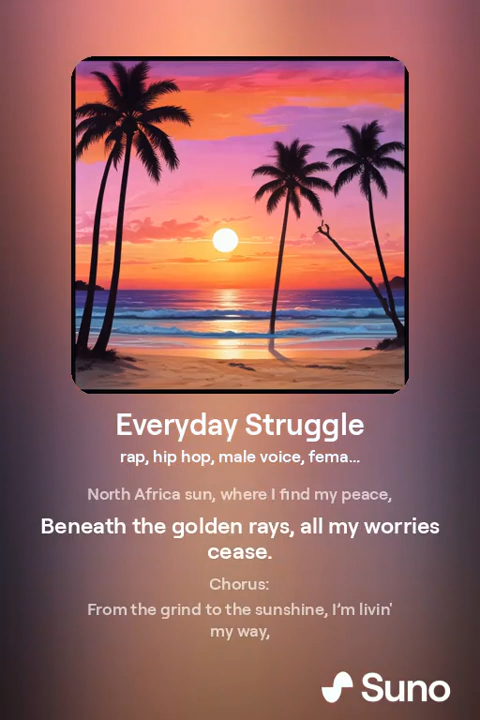 Everyday Struggle
rap, hip hop, male voice, fema...
North Africa sun, where I find my peace,
Beneath the golden rays, all my worries
cease.
Chorus:
From the grind to the sunshine, I'm livin'
my way,
Suno